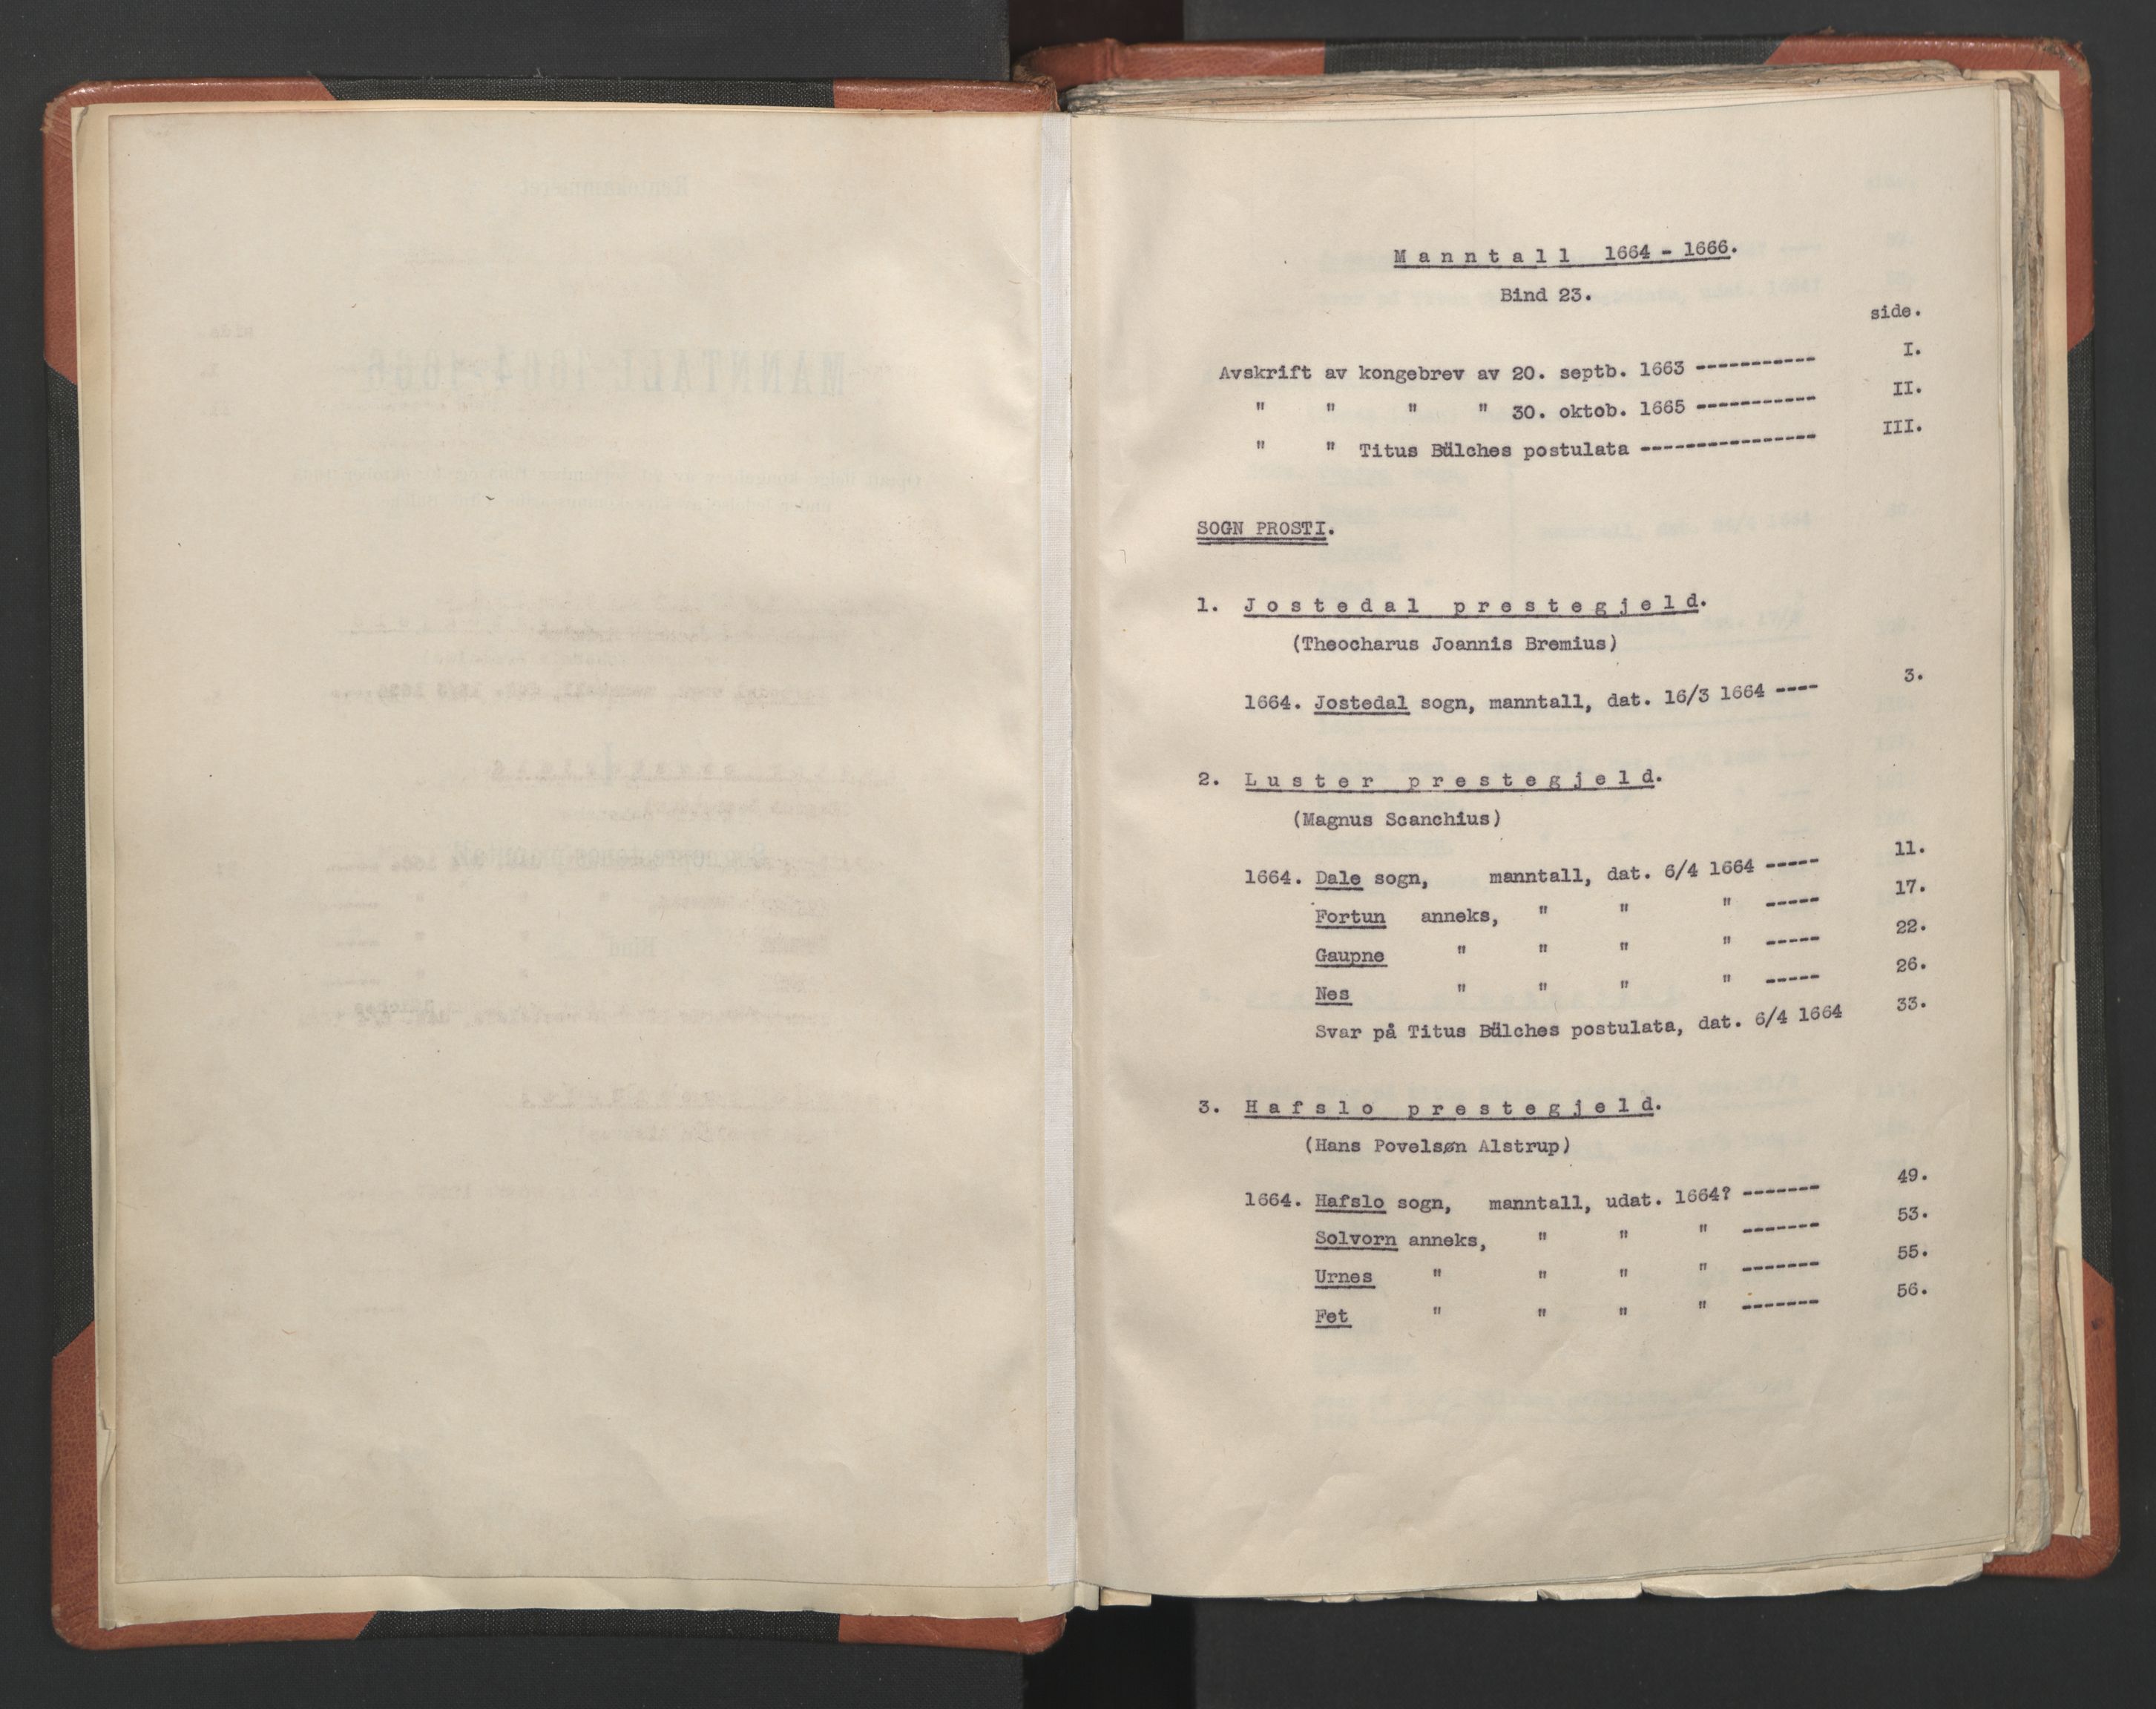 Manntall 1664 - 1666.
Bind 23.
side.
Avskrift av kongebrev av 20. septb. 1663 ----------- I.
" " " " 30. oktob. 1665 ----------- II.
" " Titus Bülches postulata ---------------- III.
SOGN PROSTI.
1. Jostedal prestegjeld.
(Theocharus Joannis Bremius)
1664. Jostedal sogn, manntall, dat. 16/3 1664 ---- 3.
2. Luster prestegjeld.
(Magnus Scanchius)
1664. Dale sogn, manntall, dat. 6/4 1664 ----- 11.
Fortun anneks, " " " ----- 17.
Gaupne " " " " ----- 22.
Nes " " " " ----- 26.
Svar på Titus Bülches postulata, dat. 6/4 1664 33.
3. Hafslo prestegjeld.
(Hans Povelsøn Alstrup)
1664. Hafslo sogn, manntall, udat. 1664? ------- 49.
Solvorn anneks, " " " ------- 53.
Urnes " " " " ------- 55.
Fet " " " " ------- 56.